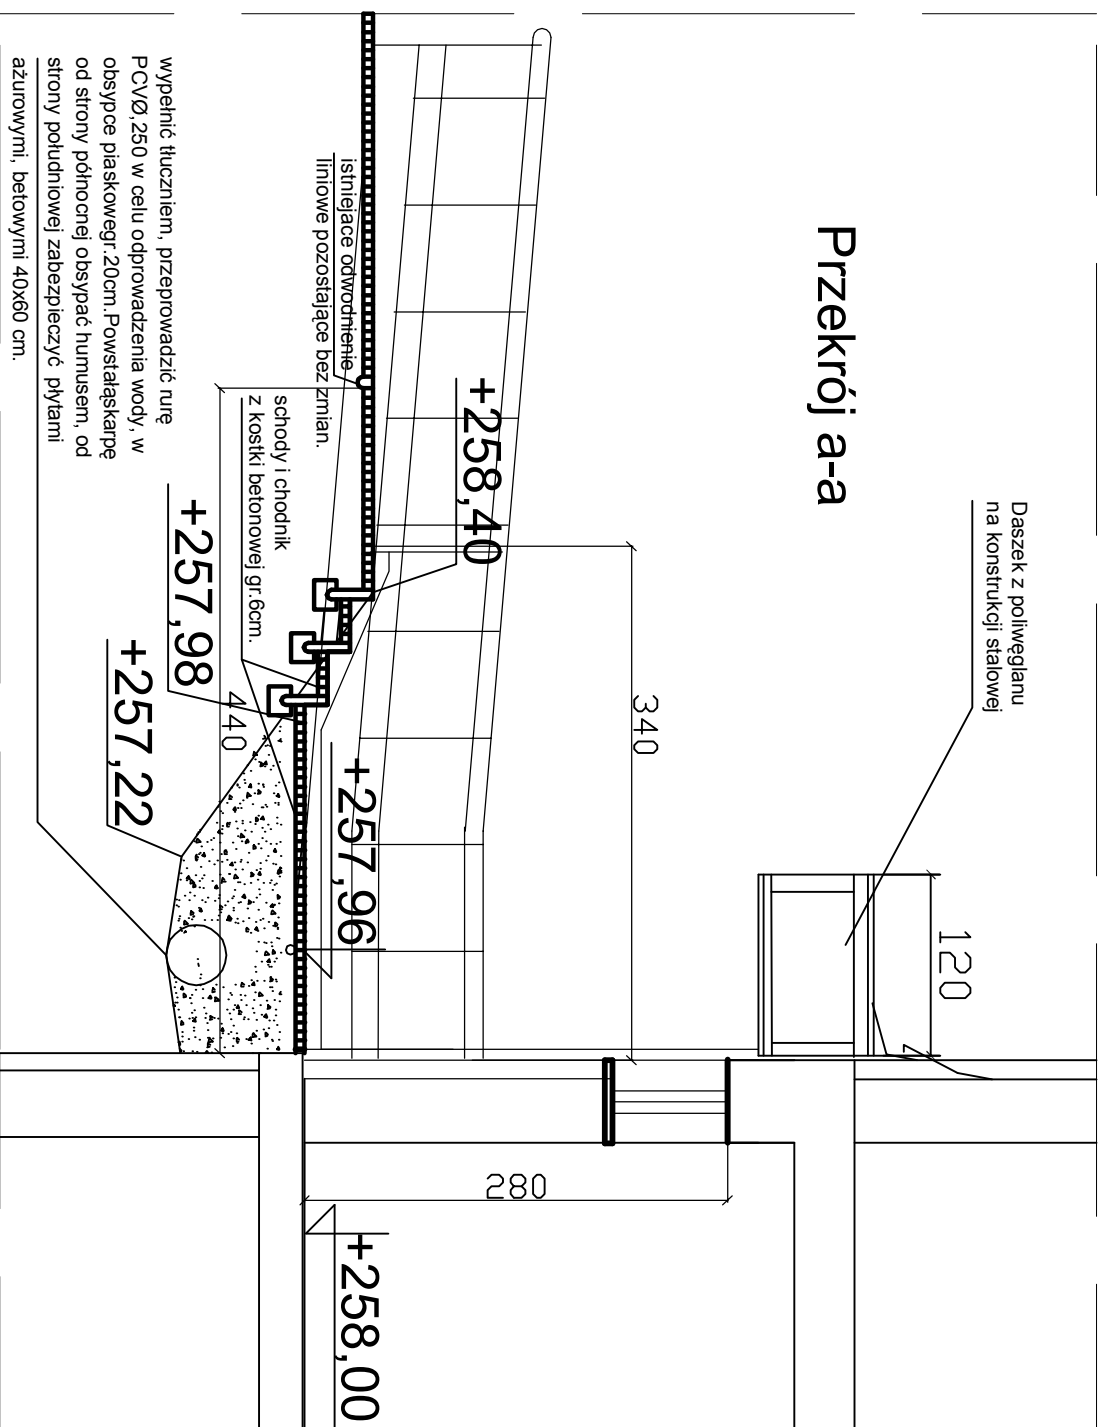 Przekrój a-a
Daszek z poliwęglanu
na konstrukcji stalowej
120
340
+258,40
istniejace odwodnienie
liniowe pozostające bez zmian.
schody i chodnik
z kostki betonowej gr.6cm.
+257,98
440
+257,22
+257,96
280
+258,00
wypełnić tłuczniem, przeprowadzić rurę
PCVØ,250 w celu odprowadzenia wody, w
obsypce piaskowegr.20cm.Powstałąskarpę
od strony północnej obsypać humusem, od
strony południowej zabezpieczyć płytami
ażurowymi, betowymi 40x60 cm.